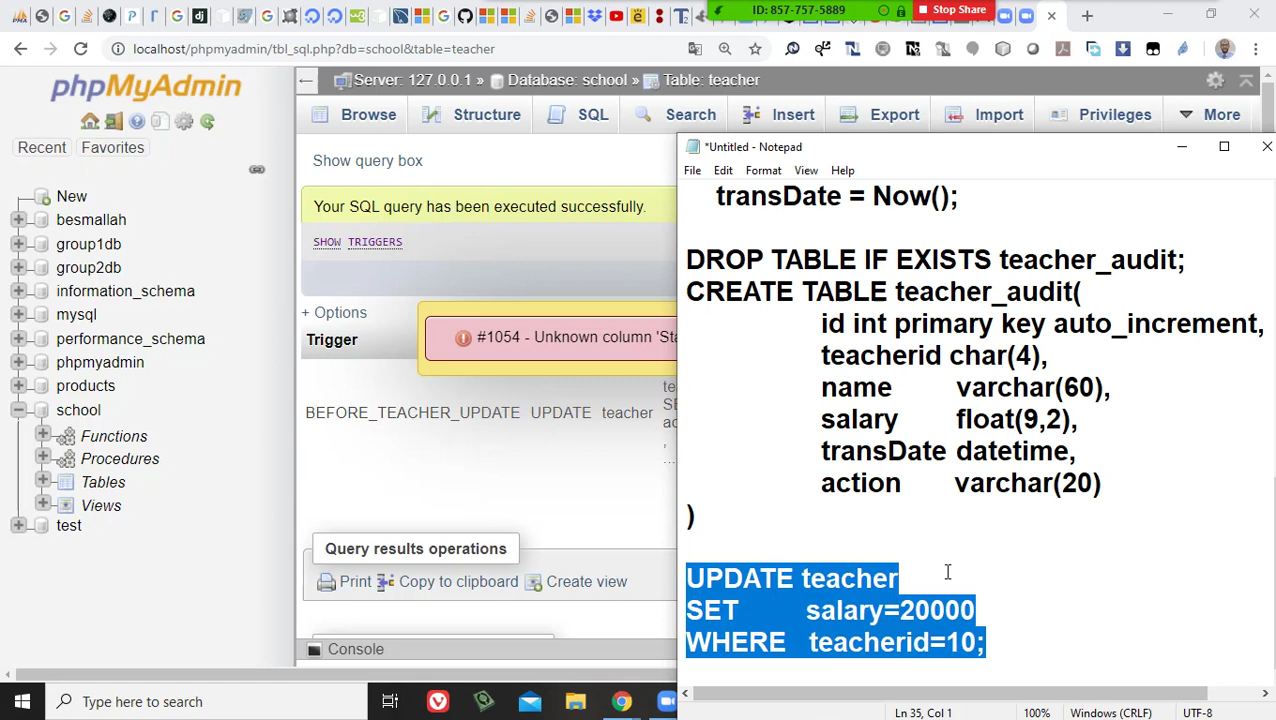 ID: 857-757-5889
Stop Share
localhost/phpmyadmin/tbl_sql.php?db=school&table=teacher
phpMyAdmin
Recent
Favorites
New
besmallah
group1db
group2db
information_schema
mysql
performance_schema
phpmyadmin
products
school
Functions
Procedures
Tables
Views
test
Server: 127.0.0.1 » Database: school » Table: teacher
Browse
Structure
SQL
Search
Insert
Export
Import
Privileges
More
Show query box
Your SQL query has been executed successfully.
SHOW TRIGGERS
+ Options
Trigger
#1054 - Unknown column 'Sta
BEFORE_TEACHER_UPDATE UPDATE teacher
Query results operations
Print
Copy to clipboard
Create view
Console
*Untitled - Notepad
File Edit Format View Help
transDate = Now();
DROP TABLE IF EXISTS teacher_audit;
CREATE TABLE teacher_audit(
id int primary key auto_increment,
teacherid char(4),
name varchar(60),
salary float(9,2),
transDate datetime,
action varchar(20)
)
UPDATE teacher
SET salary=20000
WHERE teacherid=10;
Ln 35, Col 1
100%
Windows (CRLF)
UTF-8
Type here to search